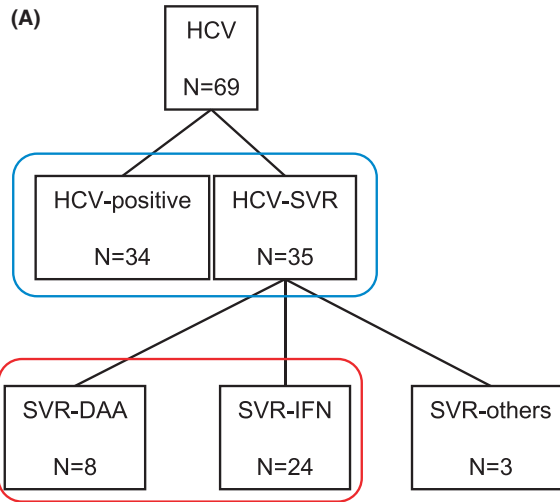 (A)
HCV
N=69
HCV-positive
N=34
HCV-SVR
N=35
SVR-DAA
N=8
SVR-IFN
N=24
SVR-others
N=3